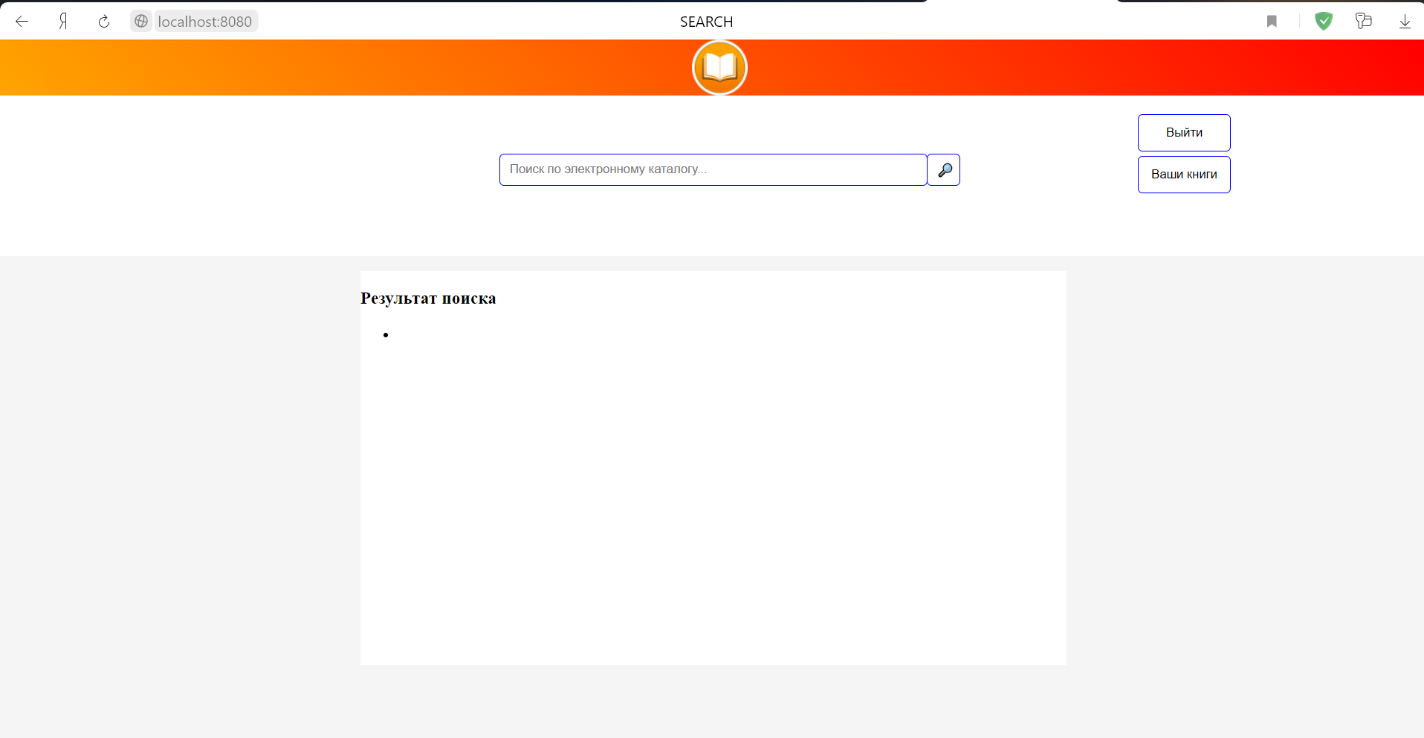 Я
localhost:8080
SEARCH
Выйти
Поиск по электронному каталогу...
Ваши книги
Результат поиска